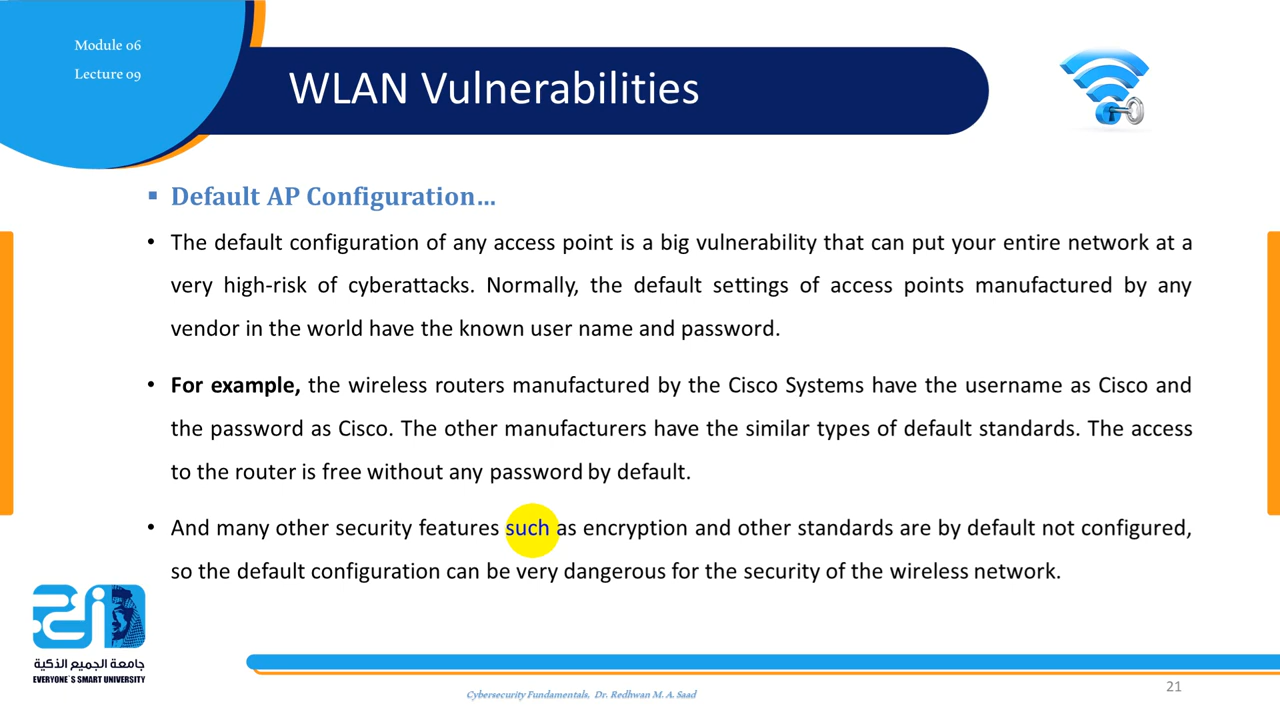 Module 06
Lecture 09
WLAN Vulnerabilities
▪ Default AP Configuration...
• The default configuration of any access point is a big vulnerability that can put your entire network at a
very high-risk of cyberattacks. Normally, the default settings of access points manufactured by any
vendor in the world have the known user name and password.
• For example, the wireless routers manufactured by the Cisco Systems have the username as Cisco and
the password as Cisco. The other manufacturers have the similar types of default standards. The access
to the router is free without any password by default.
• And many other security features such as encryption and other standards are by default not configured,
so the default configuration can be very dangerous for the security of the wireless network.
جامعة الجميع الذكية
EVERYONE`S SMART UNIVERSITY
Cybersecurity Fundamentals, Dr. Redhwan M. A. Saad
21